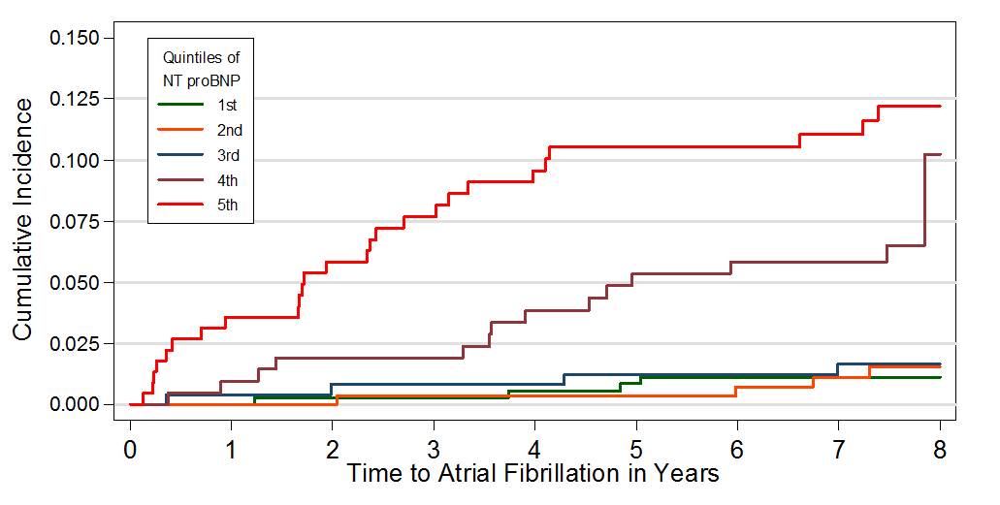 0.150
0.125
0.100
0.075
0.050
0.025
0.000
Cumulative Incidence
Quintiles of
NT proBNP
1st
2nd
3rd
4th
5th
0 1 2 3 4 5 6 7 8
Time to Atrial Fibrillation in Years